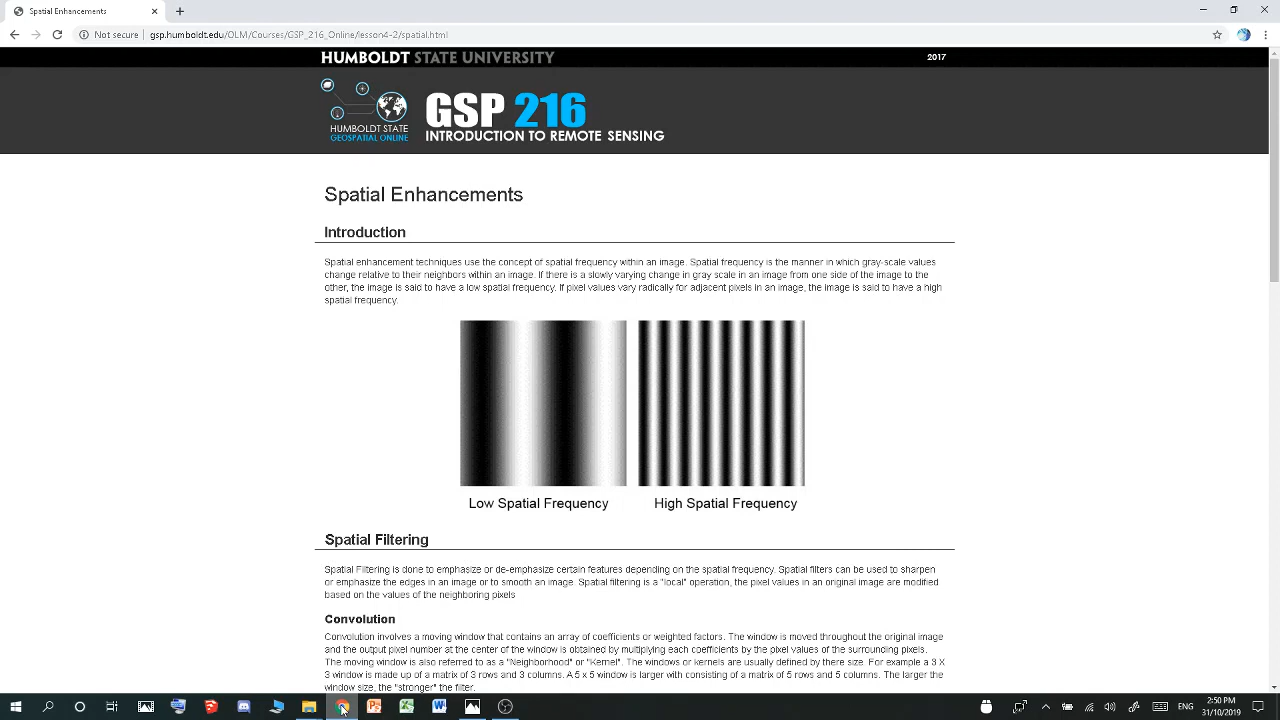 Spatial Enhancements
Not secure | gsp.humboldt.edu/OLM/Courses/GSP_216_Online/lesson4-2/spatial.html
HUMBOLDT STATE UNIVERSITY 2017
GSP 216
INTRODUCTION TO REMOTE SENSING
HUMBOLDT STATE
GEOSPATIAL ONLINE
Spatial Enhancements
Introduction
Spatial enhancement techniques use the concept of spatial frequency within an image. Spatial frequency is the manner in which gray-scale values
change relative to their neighbors within an image. If there is a slowly varying change in gray scale in an image from one side of the image to the
other, the image is said to have a low spatial frequency. If pixel values vary radically for adjacent pixels in an image, the image is said to have a high
spatial frequency.
Low Spatial Frequency High Spatial Frequency
Spatial Filtering
Spatial Filtering is done to emphasize or de-emphasize certain features depending on the spatial frequency. Spatial filters can be used to sharpen
or emphasize the edges in an image or to smooth an image. Spatial filtering is a "local" operation, the pixel values in an original image are modified
based on the values of the neighboring pixels
Convolution
Convolution involves a moving window that contains an array of coefficients or weighted factors. The window is moved throughout the original image
and the output pixel number at the center of the window is obtained by multiplying each coefficients by the pixel values of the surrounding pixels.
The moving window is also referred to as a "Neighborhood" or "Kernel". The windows or kernels are usually defined by there size. For example a 3 X
3 window is made up of a matrix of 3 rows and 3 columns. A 5 x 5 window is larger with consisting of a matrix of 5 rows and 5 columns. The larger the
window size, the "stronger" the filter.
2:50 PM
ENG
31/10/2019